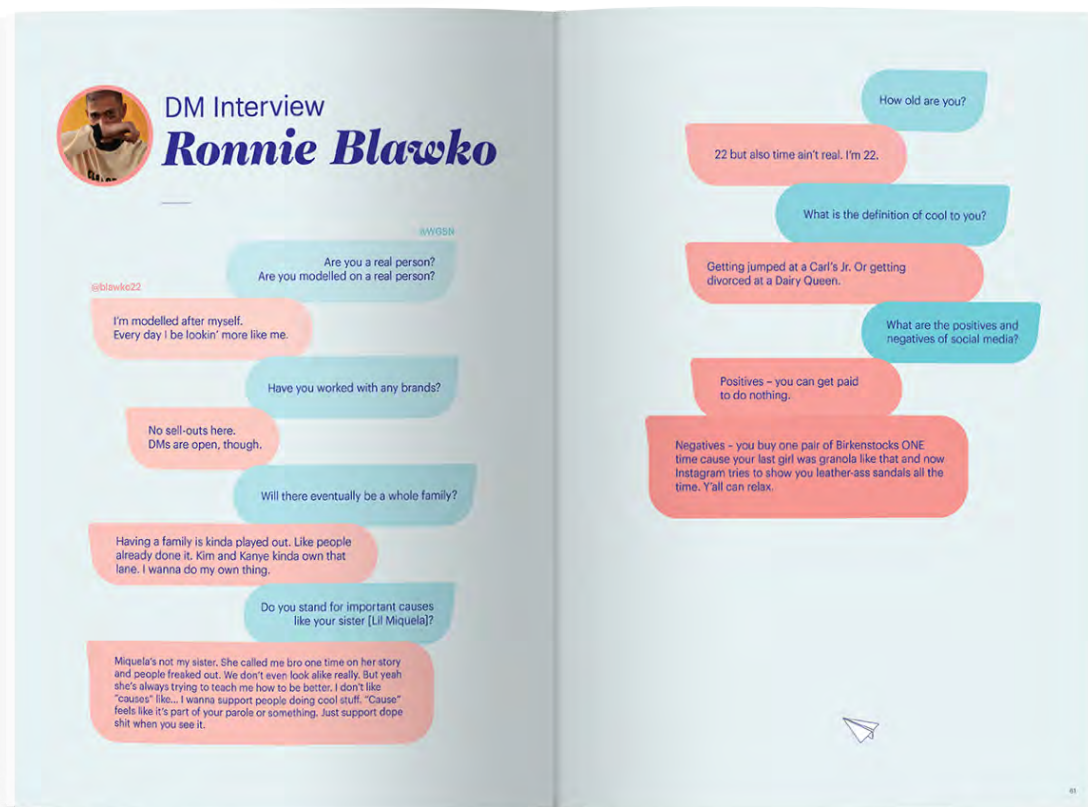 DM Interview
Ronnie Blawko
@WGSN
Are you a real person?
Are you modelled on a real person?
@blawko22
I'm modelled after myself.
Every day I be lookin' more like me.
Have you worked with any brands?
No sell-outs here.
DMs are open, though.
Will there eventually be a whole family?
Having a family is kinda played out. Like people
already done it. Kim and Kanye kinda own that
lane. I wanna do my own thing.
Do you stand for important causes
like your sister [Lil Miquela]?
Miquela's not my sister. She called me bro one time on her story
and people freaked out. We don't even look alike really. But yeah
she's always trying to teach me how to be better. I don't like
"causes" like... I wanna support people doing cool stuff. "Cause"
feels like it's part of your parole or something. Just support dope
shit when you see it.
How old are you?
22 but also time ain't real. I'm 22.
What is the definition of cool to you?
Getting jumped at a Carl's Jr. Or getting
divorced at a Dairy Queen.
What are the positives and
negatives of social media?
Positives – you can get paid
to do nothing.
Negatives – you buy one pair of Birkenstocks ONE
time cause your last girl was granola like that and now
Instagram tries to show you leather-ass sandals all the
time. Y'all can relax.
61